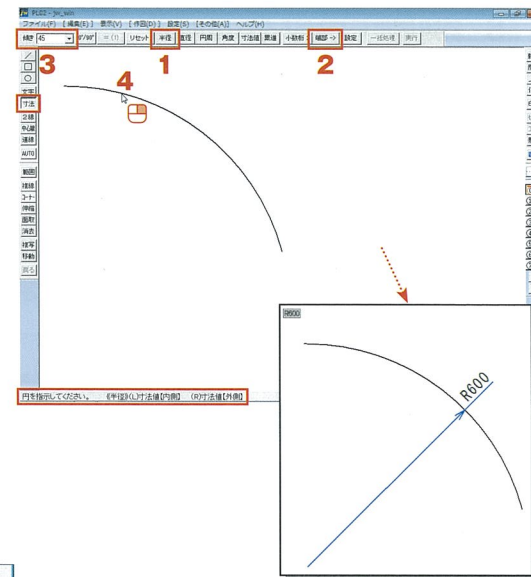 PL02 - jw_win
ファイル(F) [編集(E)] 表示(V) [作図(D)] 設定(S) [その他(A)] ヘルプ(H)
傾き 45 0°/90° = (1) リセット 半径 直径 円周 角度 寸法値 累進 小数桁 端部 -> 設定 一括処理 実行
3
1
2
4
文字
寸法
2線
中心線
連線
AUTO
範囲
複線
コーナー
伸縮
面取
消去
複写
移動
戻る
R600
R600
円を指示してください。 《半径》(L)寸法値【内側】 (R)寸法値【外側】